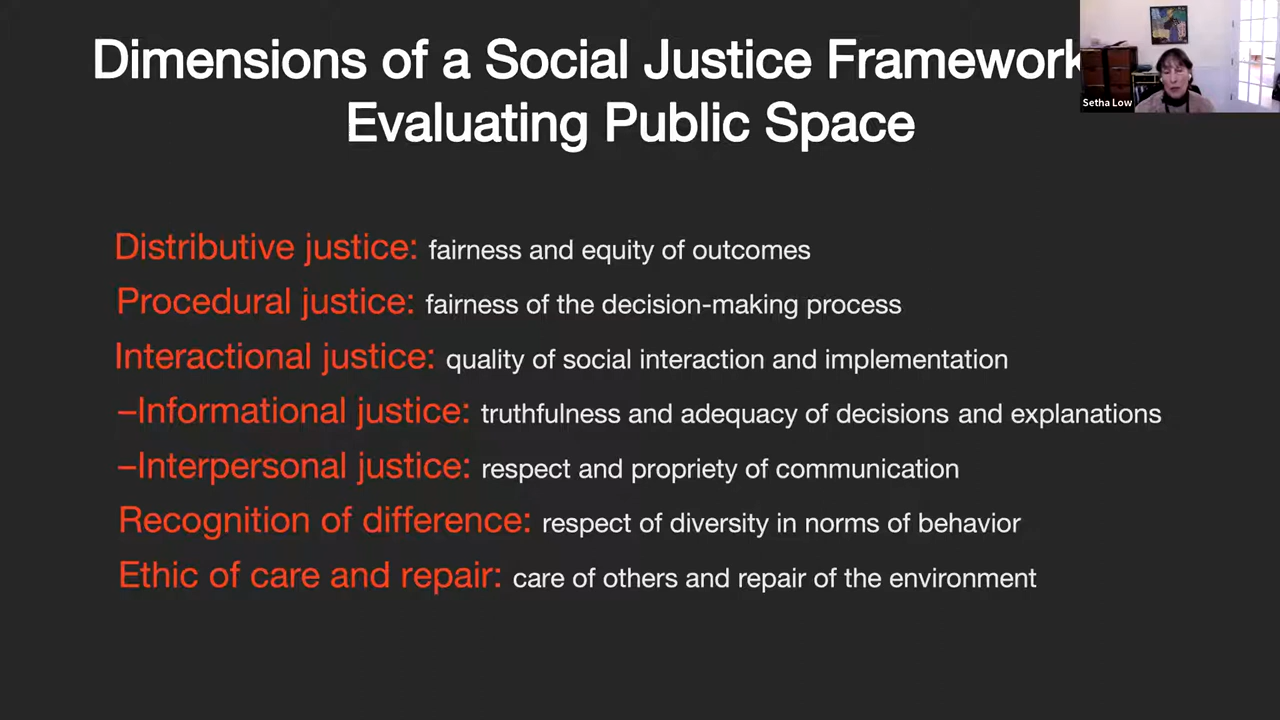 Dimensions of a Social Justice Framework
Evaluating Public Space
Setha Low
Distributive justice: fairness and equity of outcomes
Procedural justice: fairness of the decision-making process
Interactional justice: quality of social interaction and implementation
–Informational justice: truthfulness and adequacy of decisions and explanations
–Interpersonal justice: respect and propriety of communication
Recognition of difference: respect of diversity in norms of behavior
Ethic of care and repair: care of others and repair of the environment